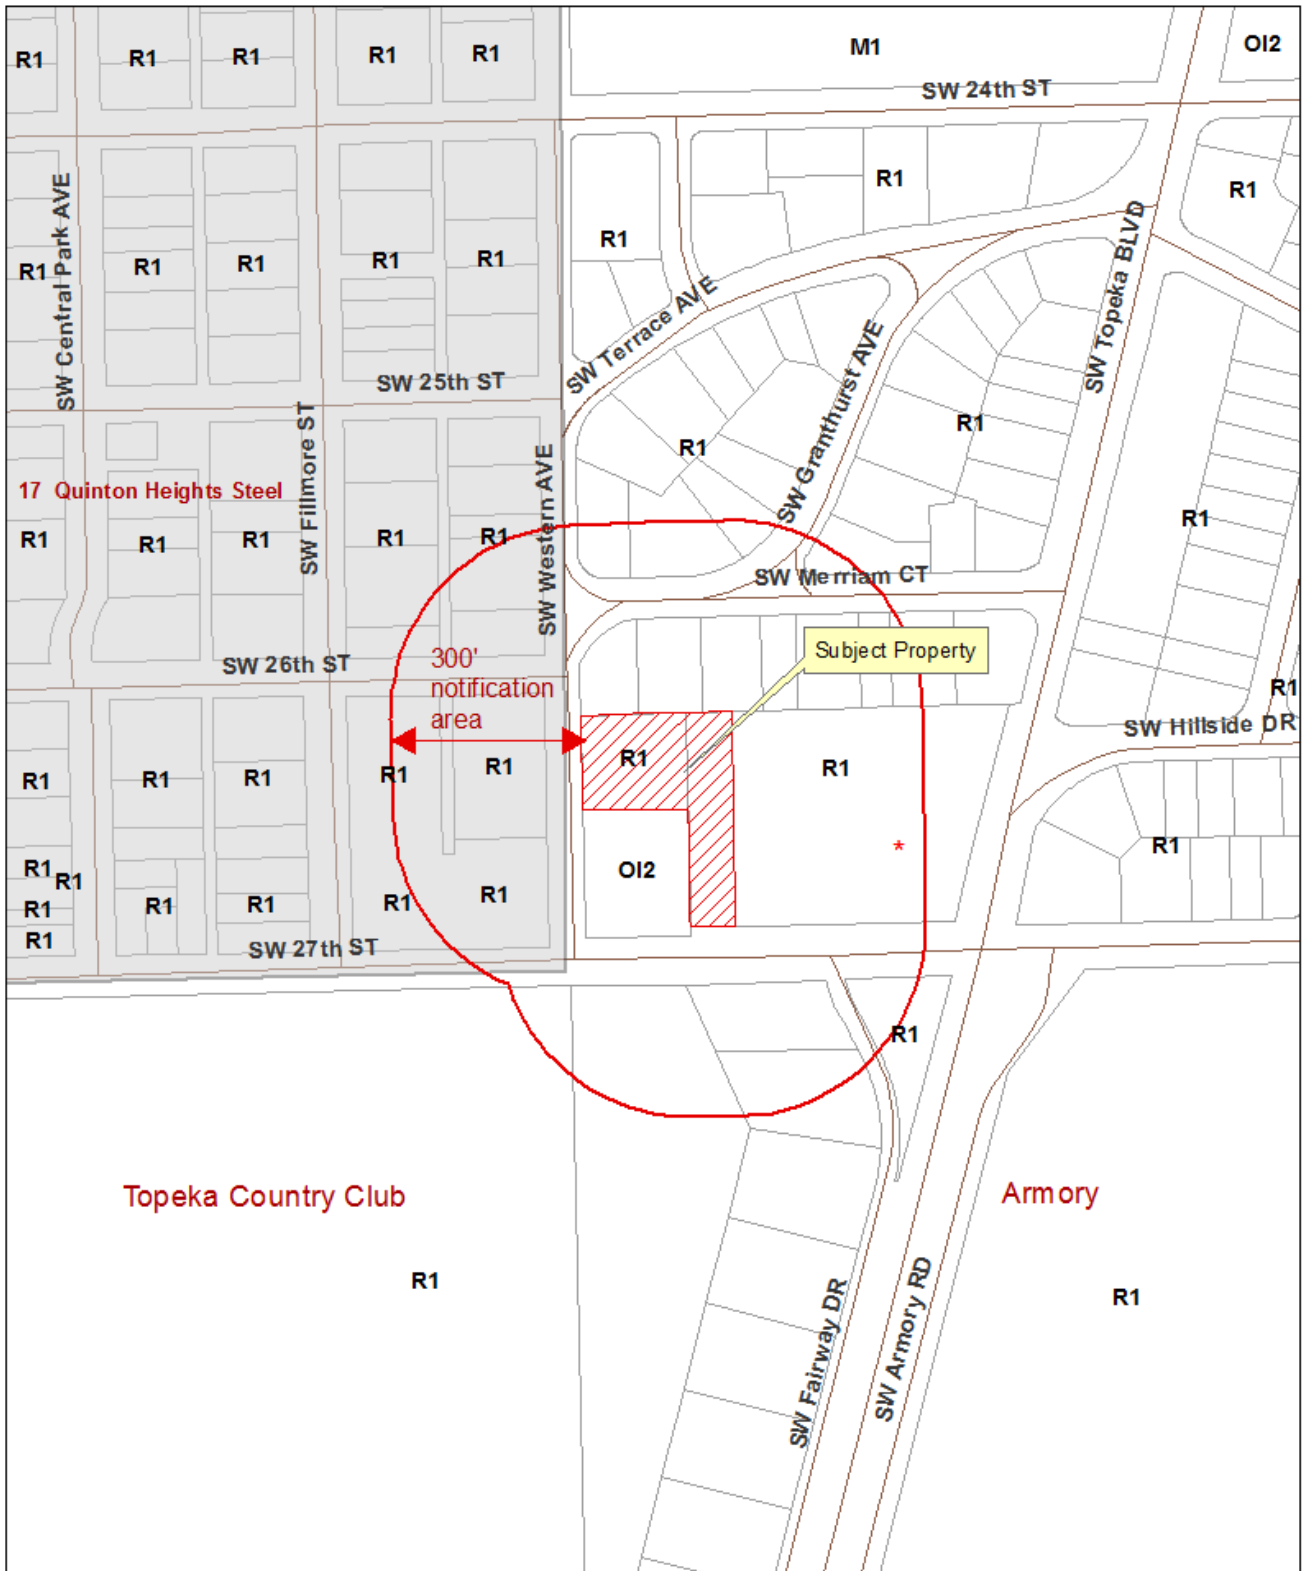 M1
OI2
R1
R1
R1
R1
R1
SW 24th ST
R1
R1
R1
SW Central Park AVE
R1
R1
R1
R1
R1
SW Topeka BLVD
SW Terrace AVE
SW Granthurst AVE
SW 25th ST
R1
R1
SW Fillmore ST
SW Western AVE
17 Quinton Heights Steel
R1
R1
R1
R1
R1
R1
SW Merriam CT
Subject Property
SW 26th ST
300'
notification
area
R1
SW Hillside DR
R1
R1
R1
R1
R1
R1
R1
*
R1
R1
R1
R1
R1
R1
OI2
R1
R1
R1
R1
SW 27th ST
R1
Topeka Country Club
Armory
R1
R1
SW Fairway DR
SW Armory RD